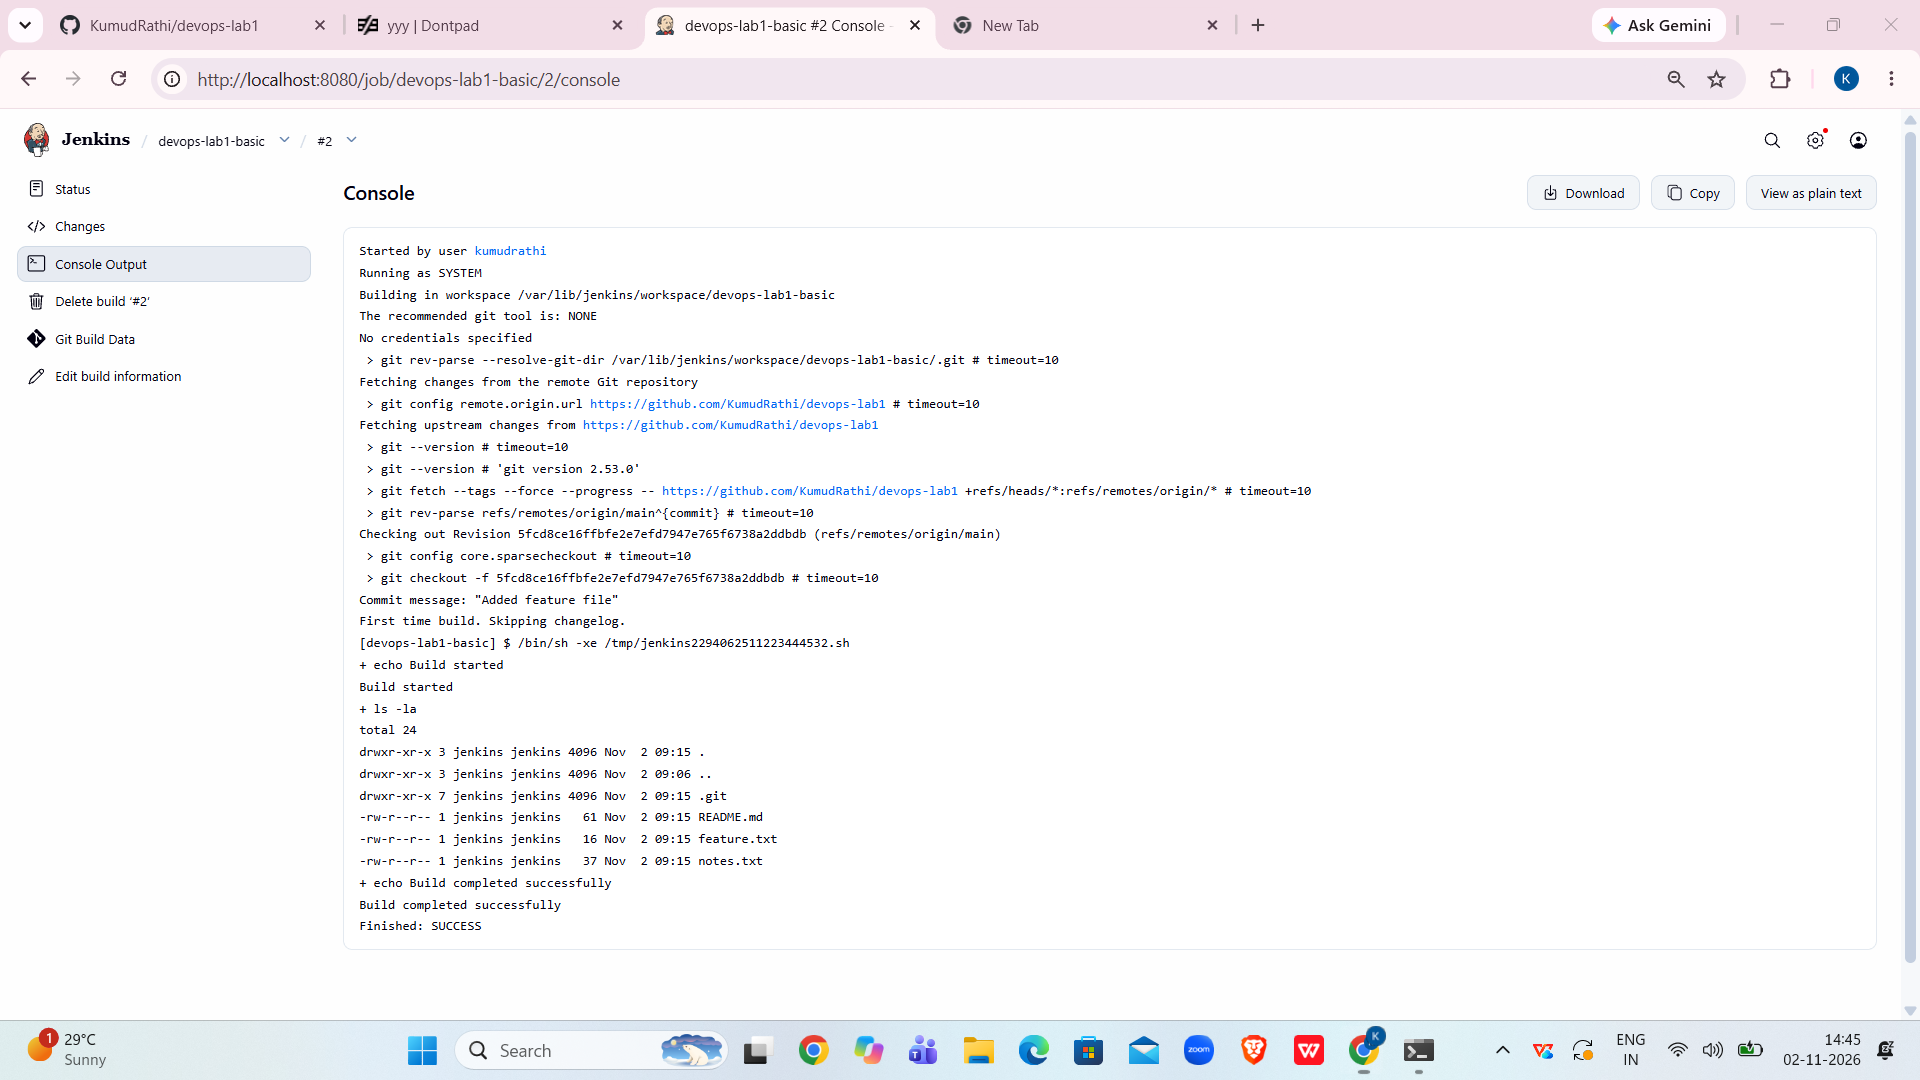 KumudRathi/devops-lab1
yyy | Dontpad
devops-lab1-basic #2 Console -
New Tab
Ask Gemini
http://localhost:8080/job/devops-lab1-basic/2/console
K
Jenkins / devops-lab1-basic / #2
Status
Changes
Console Output
Delete build ‘#2’
Git Build Data
Edit build information
Console
Download
Copy
View as plain text
Started by user kumudrathi
Running as SYSTEM
Building in workspace /var/lib/jenkins/workspace/devops-lab1-basic
The recommended git tool is: NONE
No credentials specified
 > git rev-parse --resolve-git-dir /var/lib/jenkins/workspace/devops-lab1-basic/.git # timeout=10
Fetching changes from the remote Git repository
 > git config remote.origin.url https://github.com/KumudRathi/devops-lab1 # timeout=10
Fetching upstream changes from https://github.com/KumudRathi/devops-lab1
 > git --version # timeout=10
 > git --version # 'git version 2.53.0'
 > git fetch --tags --force --progress -- https://github.com/KumudRathi/devops-lab1 +refs/heads/*:refs/remotes/origin/* # timeout=10
 > git rev-parse refs/remotes/origin/main^{commit} # timeout=10
Checking out Revision 5fcd8ce16ffbfe2e7efd7947e765f6738a2ddbdb (refs/remotes/origin/main)
 > git config core.sparsecheckout # timeout=10
 > git checkout -f 5fcd8ce16ffbfe2e7efd7947e765f6738a2ddbdb # timeout=10
Commit message: "Added feature file"
First time build. Skipping changelog.
[devops-lab1-basic] $ /bin/sh -xe /tmp/jenkins2294062511223444532.sh
+ echo Build started
Build started
+ ls -la
total 24
drwxr-xr-x 3 jenkins jenkins 4096 Nov  2 09:15 .
drwxr-xr-x 3 jenkins jenkins 4096 Nov  2 09:06 ..
drwxr-xr-x 7 jenkins jenkins 4096 Nov  2 09:15 .git
-rw-r--r-- 1 jenkins jenkins   61 Nov  2 09:15 README.md
-rw-r--r-- 1 jenkins jenkins   16 Nov  2 09:15 feature.txt
-rw-r--r-- 1 jenkins jenkins   37 Nov  2 09:15 notes.txt
+ echo Build completed successfully
Build completed successfully
Finished: SUCCESS
1
29°C
Sunny
Search
T
zoom
W
K
ENG
IN
14:45
02-11-2026